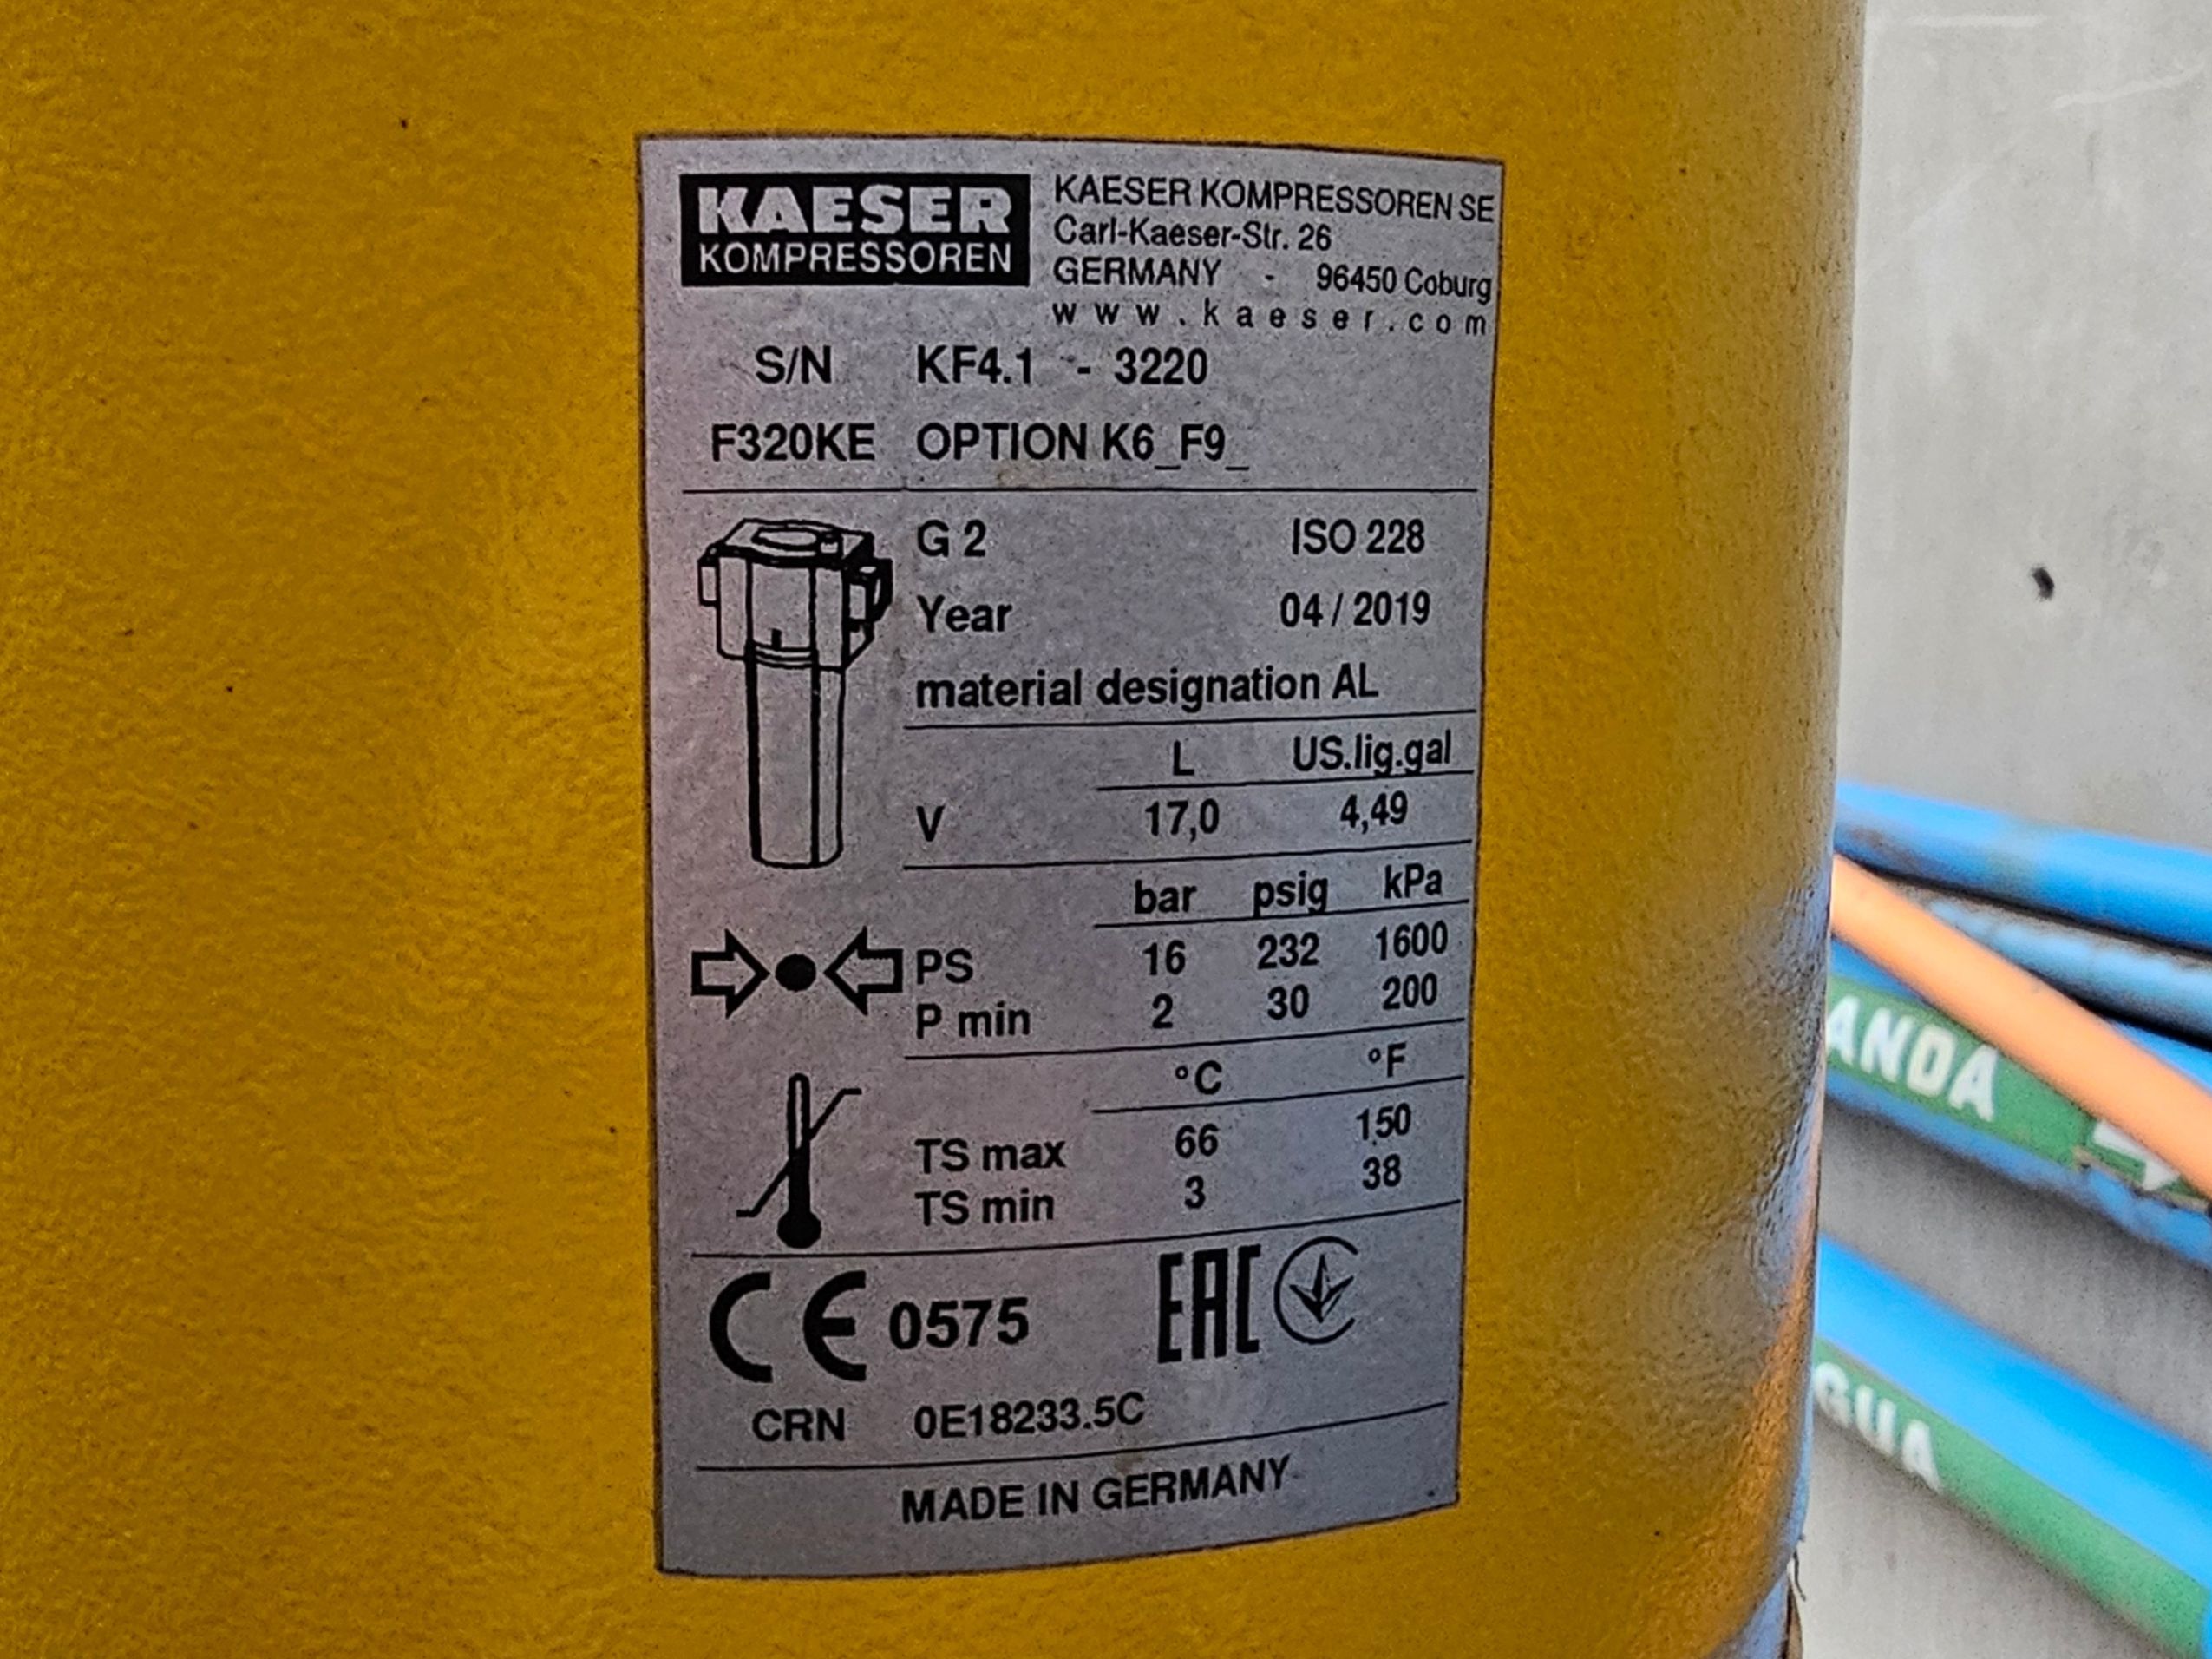 KAESER
KOMPRESSOREN
KAESER KOMPRESSOREN SE
Carl-Kaeser-Str. 26
GERMANY - 96450 Coburg
www.kaeser.com
S/N KF4.1 - 3220
F320KE OPTION K6_F9_
G 2 ISO 228
Year 04 / 2019
material designation AL
L US.lig.gal
V 17,0 4,49
bar psig kPa
PS 16 232 1600
P min 2 30 200
°C °F
TS max 66 150
TS min 3 38
CE 0575 EAC
CRN 0E18233.5C
MADE IN GERMANY
ANDA
GUA